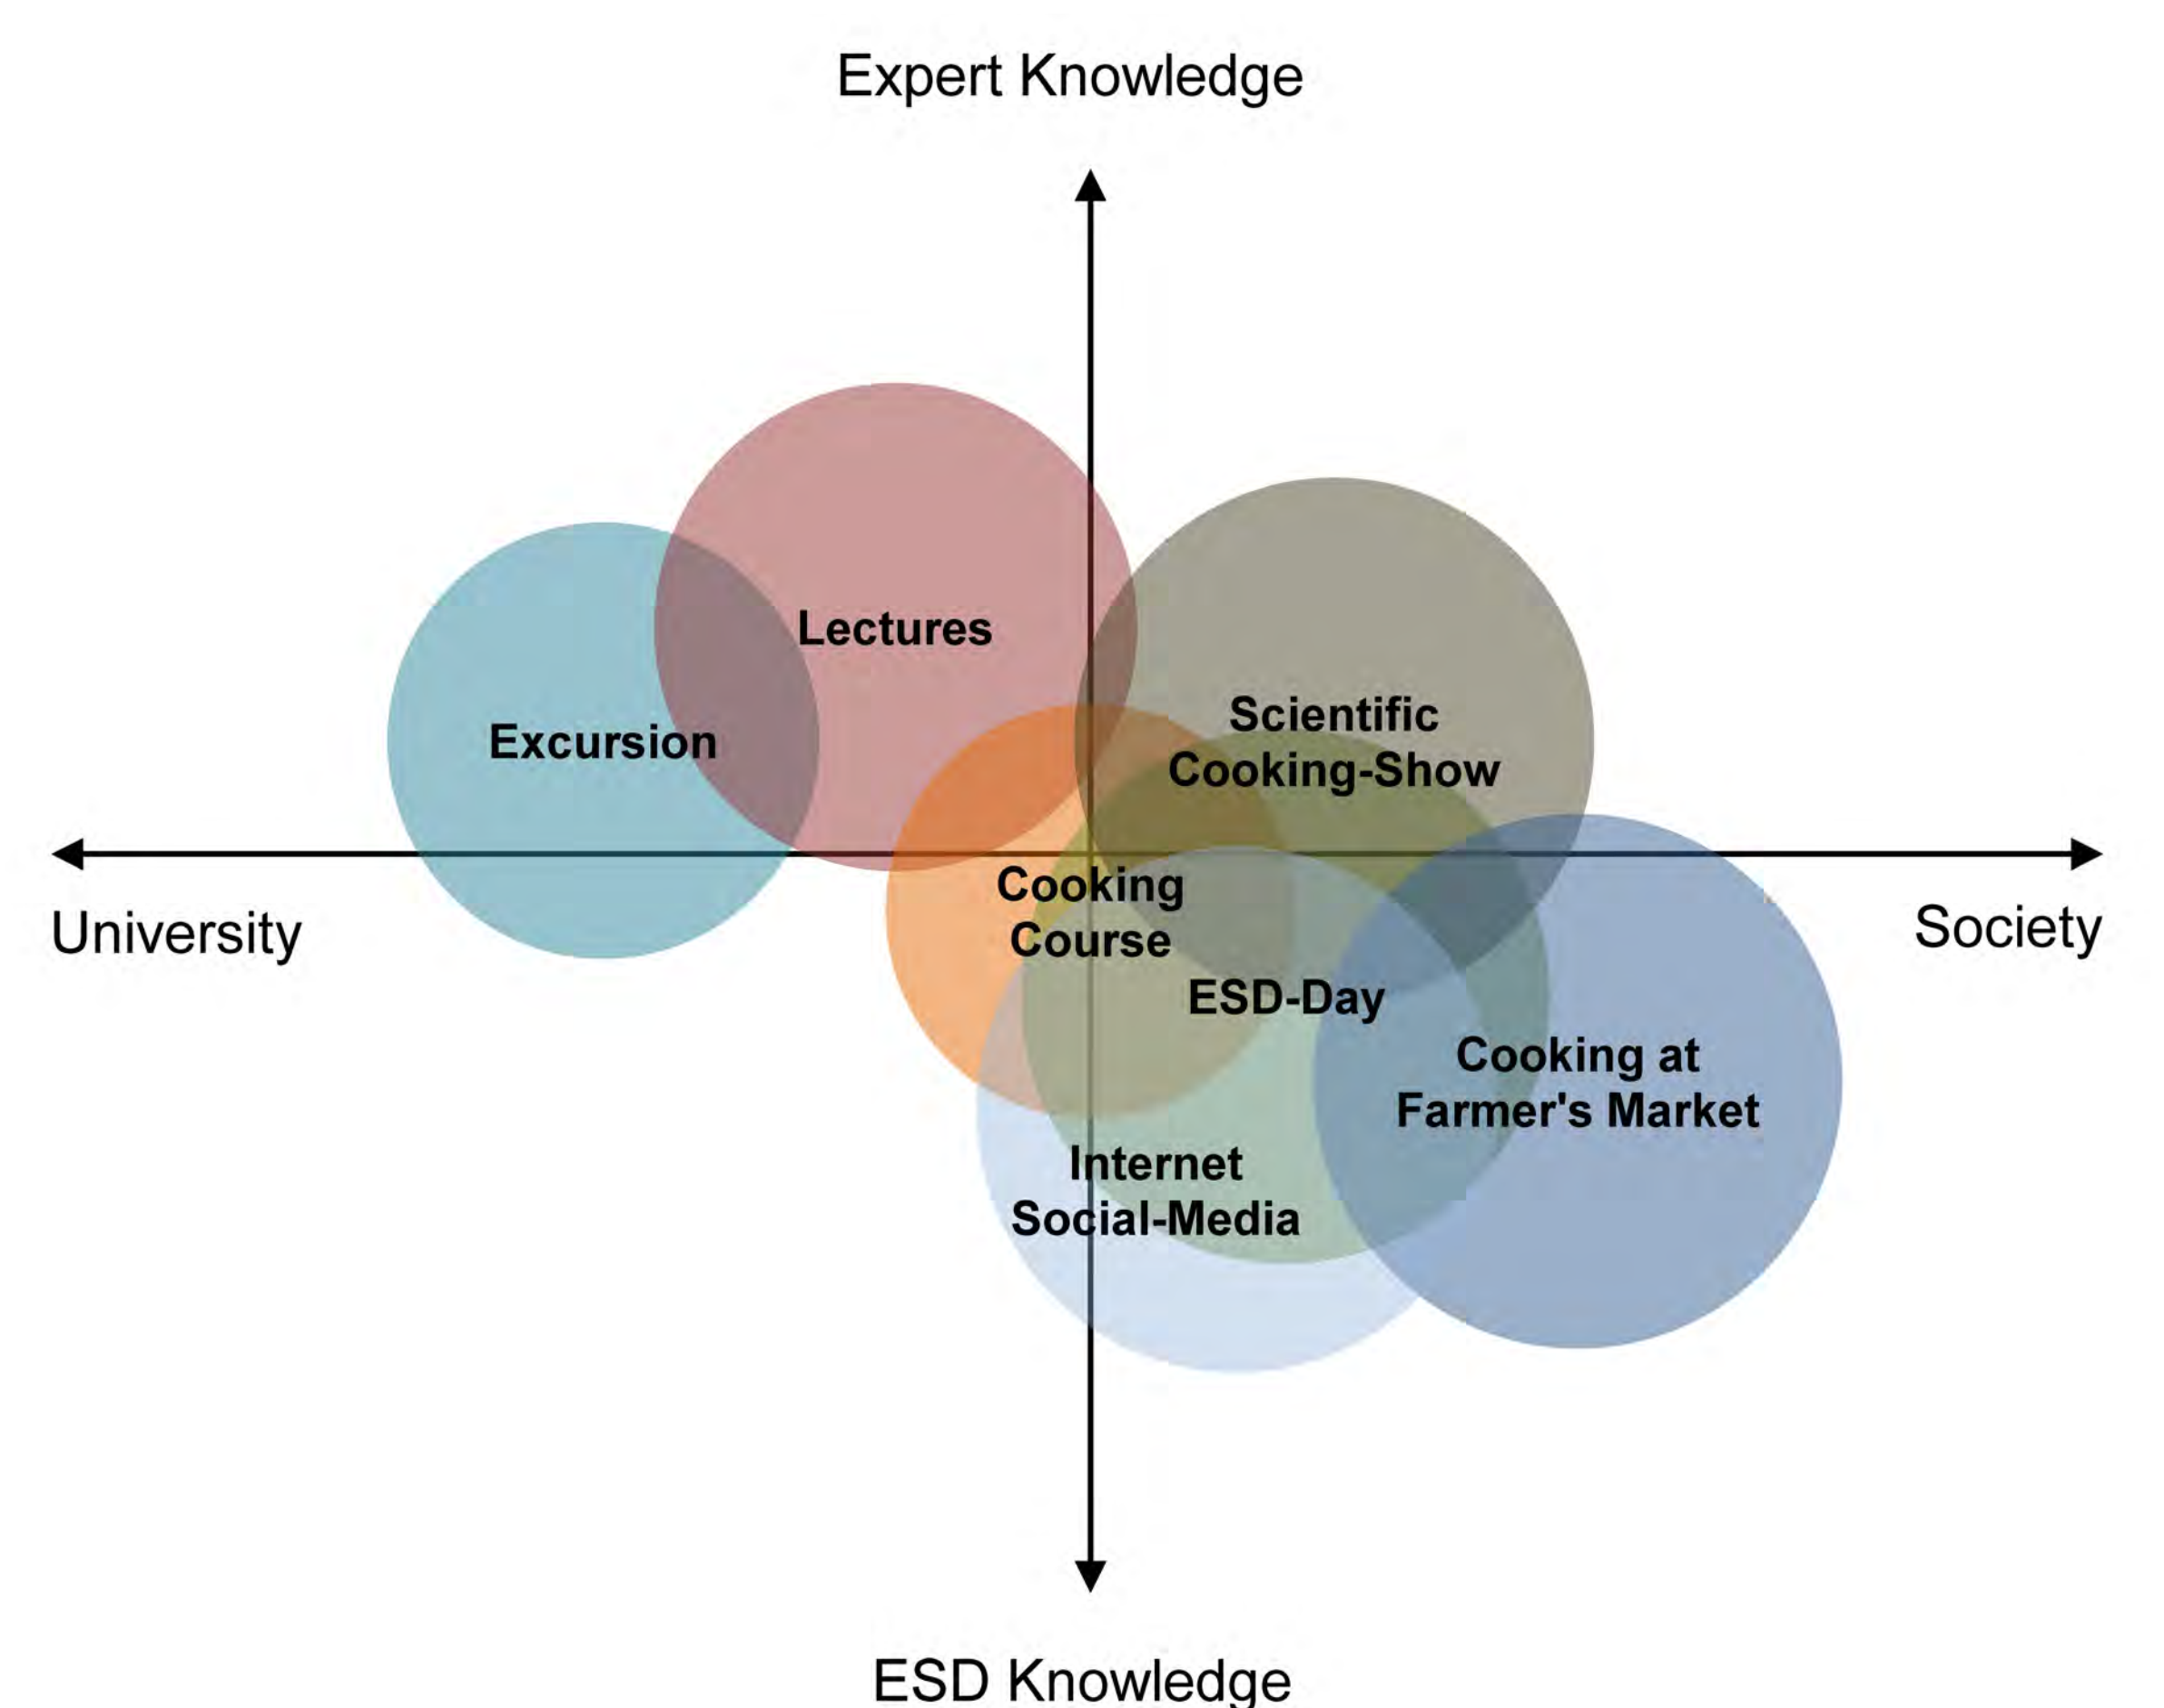 Expert Knowledge
Lectures
Excursion
Scientific
Cooking-Show
University
Society
Cooking
Course
ESD-Day
Cooking at
Farmer's Market
Internet
Social-Media
ESD Knowledge